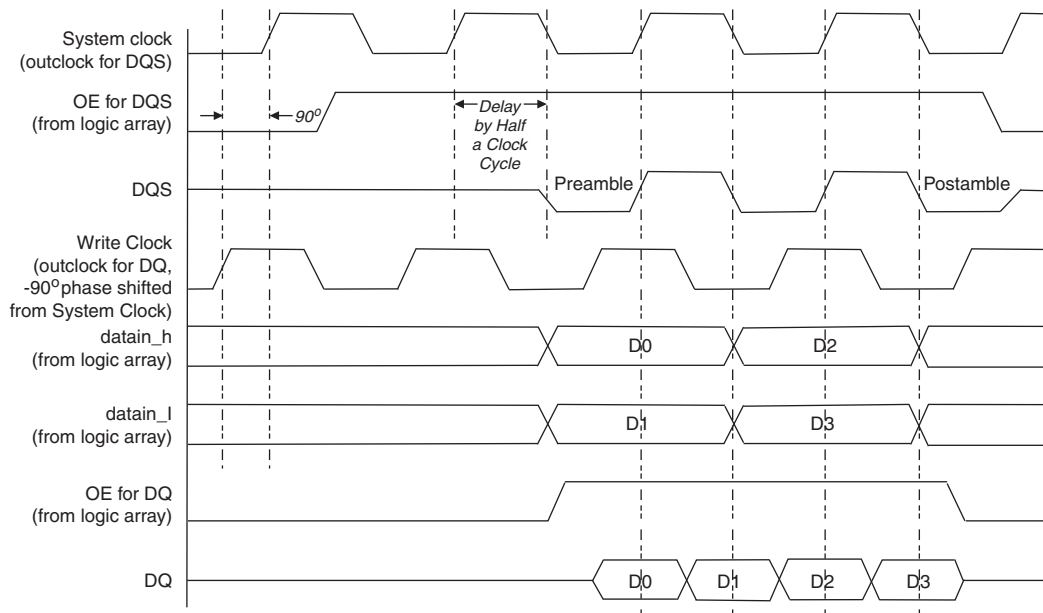 System clock
(outclock for DQS)
OE for DQS
(from logic array)
90°
Delay
by Half
a Clock
Cycle
DQS
Preamble
Postamble
Write Clock
(outclock for DQ,
-90° phase shifted
from System Clock)
datain_h
(from logic array)
D0
D2
datain_l
(from logic array)
D1
D3
OE for DQ
(from logic array)
DQ
D0
D1
D2
D3